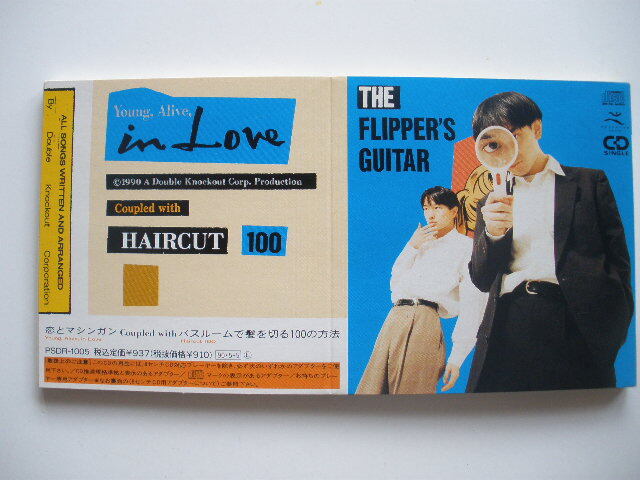 ALL SONGS WRITTEN AND ARRANGED
By Double Knockout Corporation
Young, Alive,
in Love
©1990 A Double Knockout Corp. Production
Coupled with
HAIRCUT 100
恋とマシンガン Coupled with バスルームで髪を切る100の方法
Young, Alive, in Love
Haircut 100
PSDR-1005 税込定価¥937(税抜価格¥910)
THE
FLIPPER'S
GUITAR
CD
SINGLE